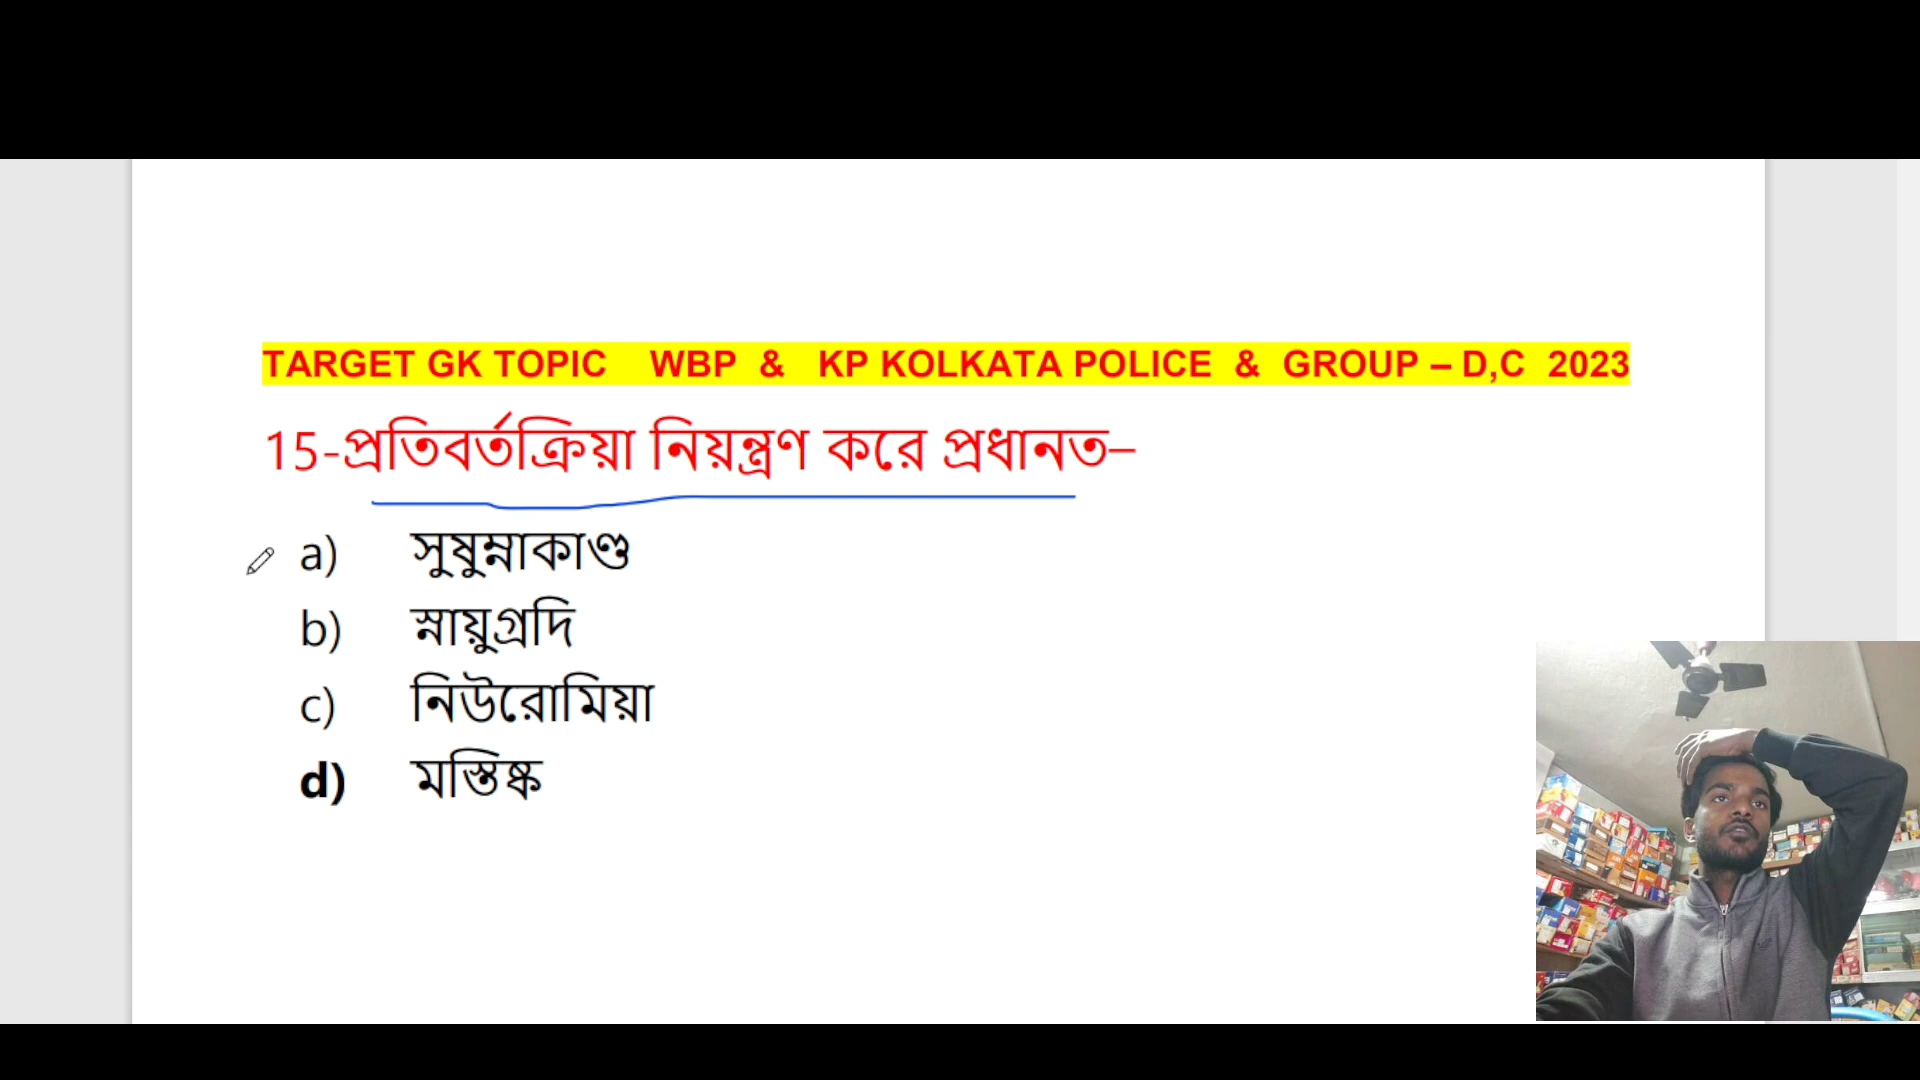 TARGET GK TOPIC WBP & KP KOLKATA POLICE & GROUP – D,C 2023
15-প্রতিবর্তক্রিয়া নিয়ন্ত্রণ করে প্রধানত–
a) সুষুম্নাকাণ্ড
b) স্নায়ুগ্রদি
c) নিউরোমিয়া
d) মস্তিষ্ক